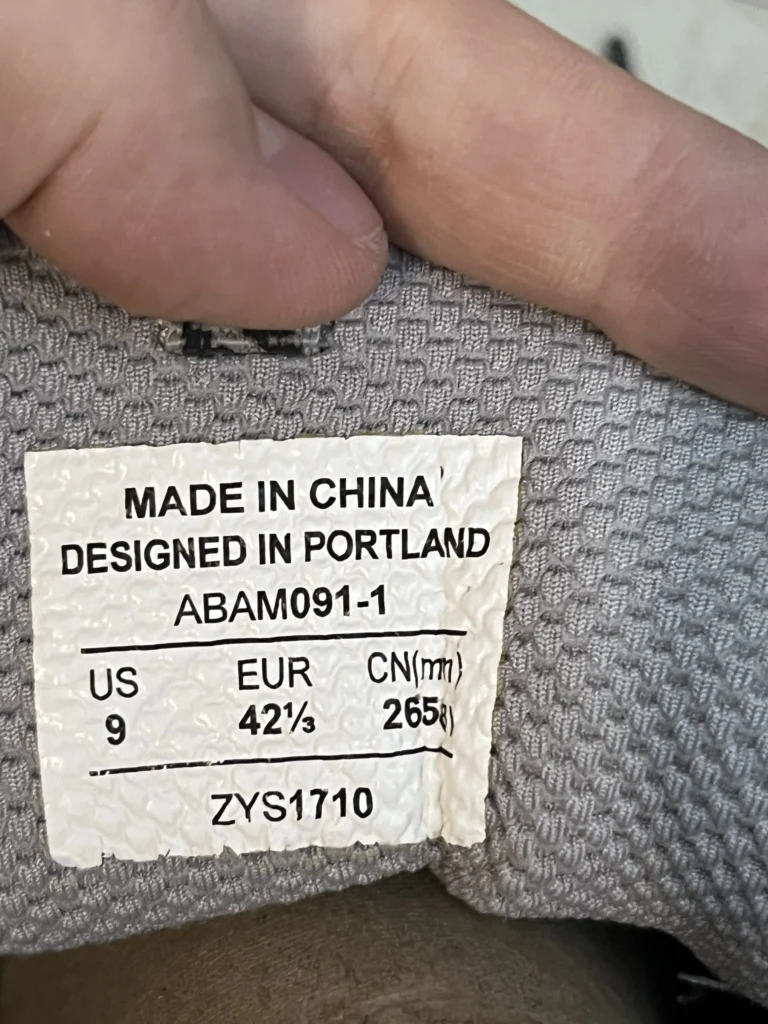 MADE IN CHINA
DESIGNED IN PORTLAND
ABAM091-1
US EUR CN(mm)
9 42⅓ 265
ZYS1710